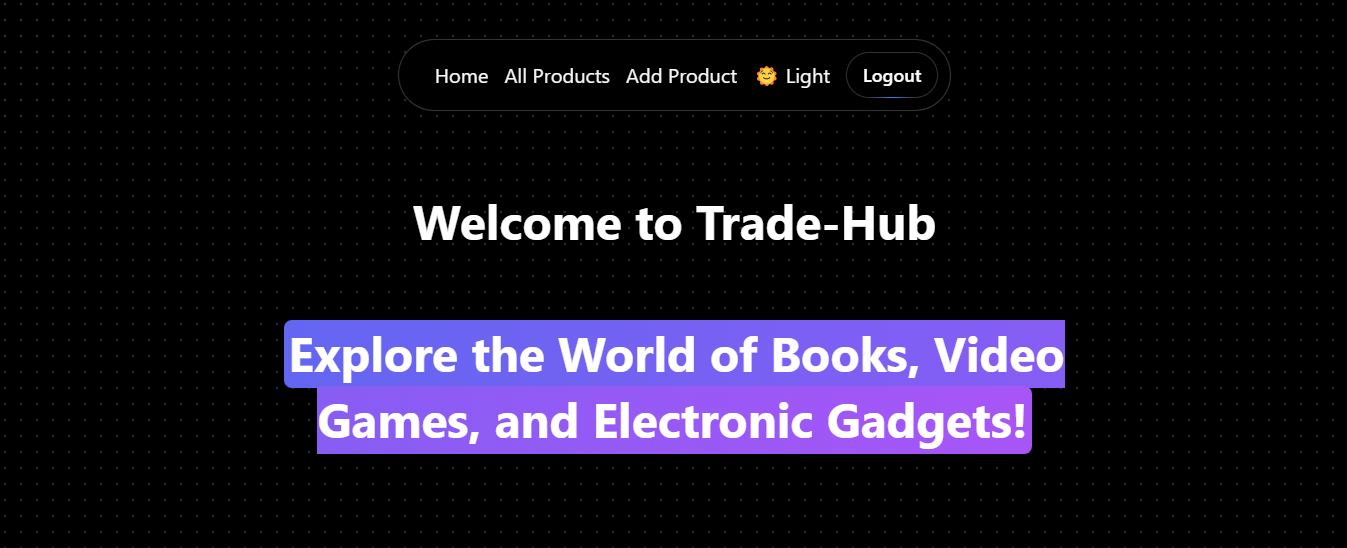 Home All Products Add Product 🌞 Light Logout
Welcome to Trade-Hub
Explore the World of Books, Video
Games, and Electronic Gadgets!